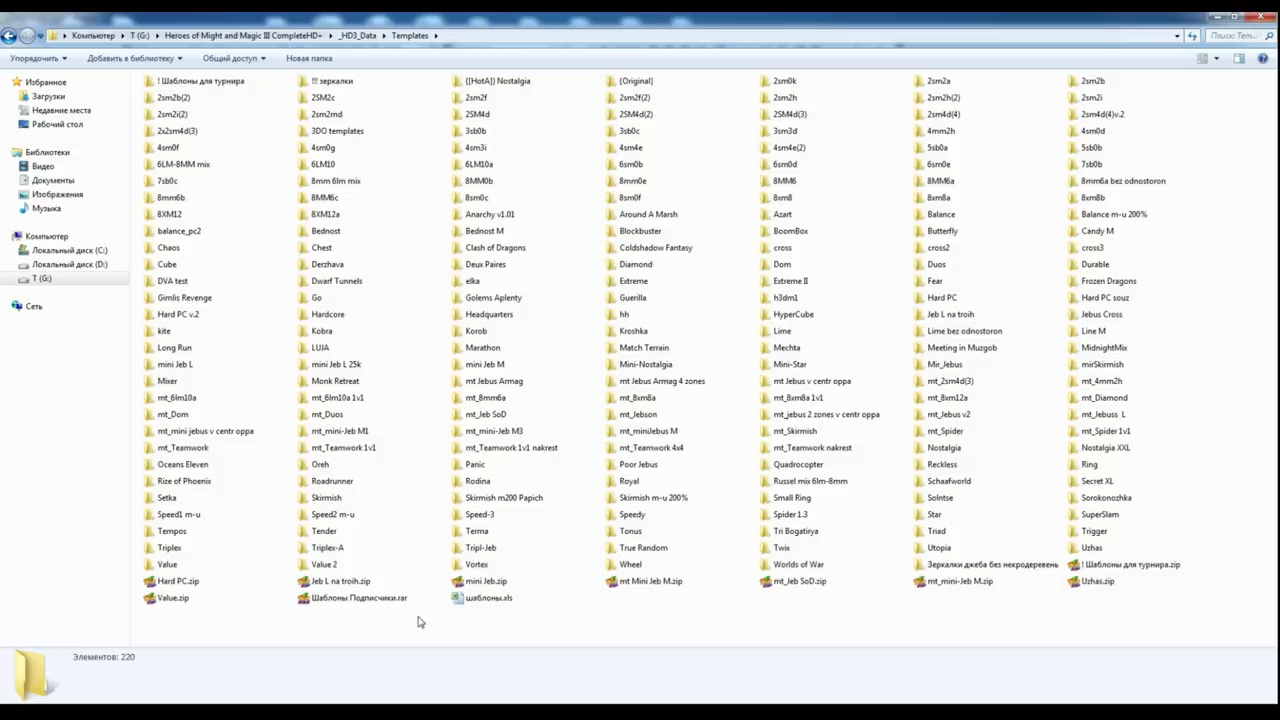 Компьютер ▸ T (G:) ▸ Heroes of Might and Magic III CompleteHD+ ▸ _HD3_Data ▸ Templates ▸ Поиск: Tem...
Упорядочить Добавить в библиотеку Общий доступ Новая папка
Избранное
Загрузки
Недавние места
Рабочий стол
Библиотеки
Видео
Документы
Изображения
Музыка
Компьютер
Локальный диск (C:)
Локальный диск (D:)
T (G:)
Сеть
! Шаблоны для турнира !!! зеркалки {[HotA]} Nostalgia {Original} 2sm0k 2sm2a 2sm2b
2sm2b(2) 2SM2c 2sm2f 2sm2f(2) 2sm2h 2sm2h(2) 2sm2i
2sm2i(2) 2sm2md 2SM4d 2SM4d(2) 2SM4d(3) 2sm4d(4) 2sm4d(4)v.2
2x2sm4d(3) 3DO templates 3sb0b 3sb0c 3sm3d 4mm2h 4sm0d
4sm0f 4sm0g 4sm3i 4sm4e 4sm4e(2) 5sb0a 5sb0b
6LM-8MM mix 6LM10 6LM10a 6sm0b 6sm0d 6sm0e 7sb0b
7sb0c 8mm 6lm mix 8MM0b 8mm0e 8MM6 8MM6a 8mm6a bez odnostoron
8mm6b 8MM6c 8sm0c 8sm0f 8xm8 8xm8a 8xm8b
8XM12 8XM12a Anarchy v1.01 Around A Marsh Azart Balance Balance m-u 200%
balance_pc2 Bednost Bednost M Blockbuster BoomBox Butterfly Candy M
Chaos Chest Clash of Dragons Coldshadow Fantasy cross cross2 cross3
Cube Derzhava Deux Paires Diamond Dom Duos Durable
DVA test Dwarf Tunnels elka Extreme Extreme II Fear Frozen Dragons
Gimlis Revenge Go Golems Aplenty Guerilla h3dm1 Hard PC Hard PC souz
Hard PC v.2 Hardcore Headquarters hh HyperCube Jeb L na troih Jebus Cross
kite Kobra Korob Kroshka Lime Lime bez odnostoron Line M
Long Run LUJA Marathon Match Terrain Mechta Meeting in Muzgob MidnightMix
mini Jeb L mini Jeb L 25k mini Jeb M Mini-Nostalgia Mini-Star Mir_Jebus mirSkirmish
Mixer Monk Retreat mt Jebus Armag mt Jebus Armag 4 zones mt Jebus v centr oppa mt_2sm4d(3) mt_4mm2h
mt_6lm10a mt_6lm10a 1v1 mt_8mm6a mt_8xm8a mt_8xm8a 1v1 mt_8xm12a mt_Diamond
mt_Dom mt_Duos mt_Jeb SoD mt_Jebson mt_jebus 2 zones v centr oppa mt_Jebus v2 mt_Jebuss L
mt_mini jebus v centr oppa mt_mini-Jeb M1 mt_mini-Jeb M3 mt_miniJebus M mt_Skirmish mt_Spider mt_Spider 1v1
mt_Teamwork mt_Teamwork 1v1 mt_Teamwork 1v1 nakrest mt_Teamwork 4x4 mt_Teamwork nakrest Nostalgia Nostalgia XXL
Oceans Eleven Oreh Panic Poor Jebus Quadrocopter Reckless Ring
Rize of Phoenix Roadrunner Rodina Royal Russel mix 6lm-8mm Schaafworld Secret XL
Setka Skirmish Skirmish m200 Papich Skirmish m-u 200% Small Ring Solntse Sorokonozhka
Speed1 m-u Speed2 m-u Speed-3 Speedy Spider 1.3 Star SuperSlam
Tempos Tender Terma Tonus Tri Bogatirya Triad Trigger
Triplex Triplex-A Tripl-Jeb True Random Twix Utopia Uzhas
Value Value 2 Vortex Wheel Worlds of War Зеркалки джеба без некродеревень ! Шаблоны для турнира.zip
Hard PC.zip Jeb L na troih.zip mini Jeb.zip mt Mini Jeb M.zip mt_Jeb SoD.zip mt_mini-Jeb M.zip Uzhas.zip
Value.zip Шаблоны Подписчики.rar шаблоны.xls
Элементов: 220